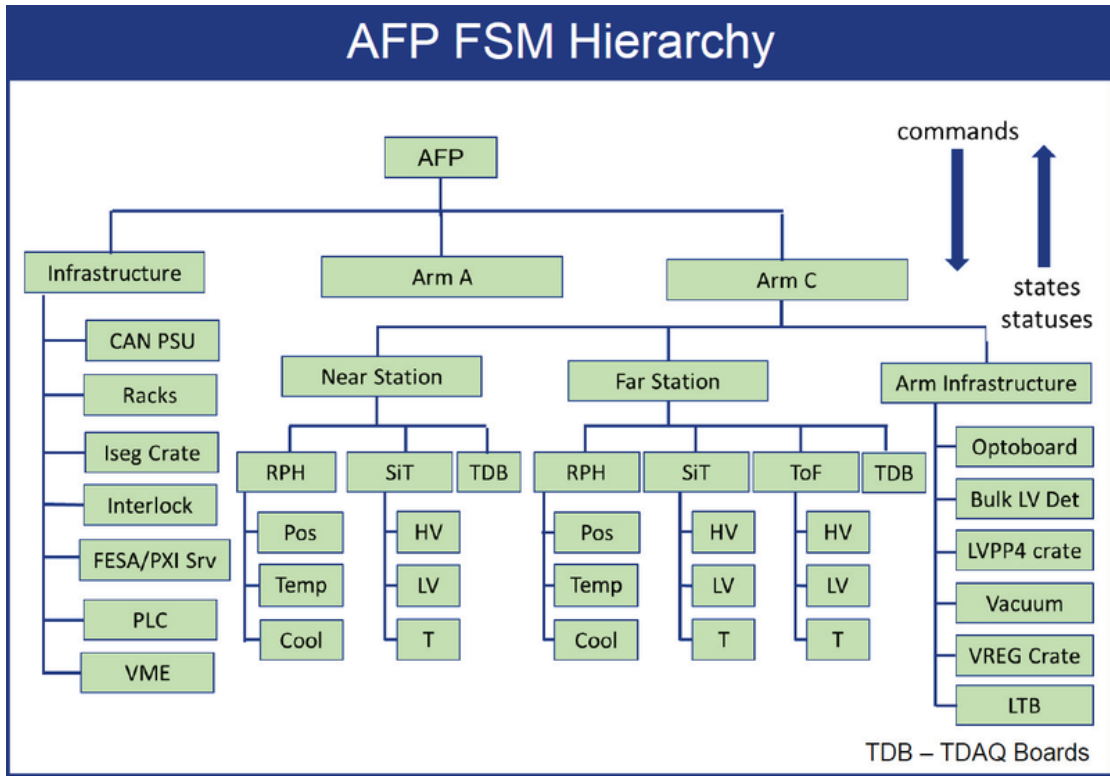 AFP FSM Hierarchy
commands
AFP
Infrastructure
Arm A
Arm C
states
statuses
CAN PSU
Racks
Iseg Crate
Interlock
FESA/PXI Srv
PLC
VME
Near Station
Far Station
Arm Infrastructure
RPH
SiT
TDB
Pos
Temp
Cool
HV
LV
T
RPH
SiT
ToF
TDB
Pos
Temp
Cool
HV
LV
T
HV
LV
T
Optoboard
Bulk LV Det
LVPP4 crate
Vacuum
VREG Crate
LTB
TDB – TDAQ Boards